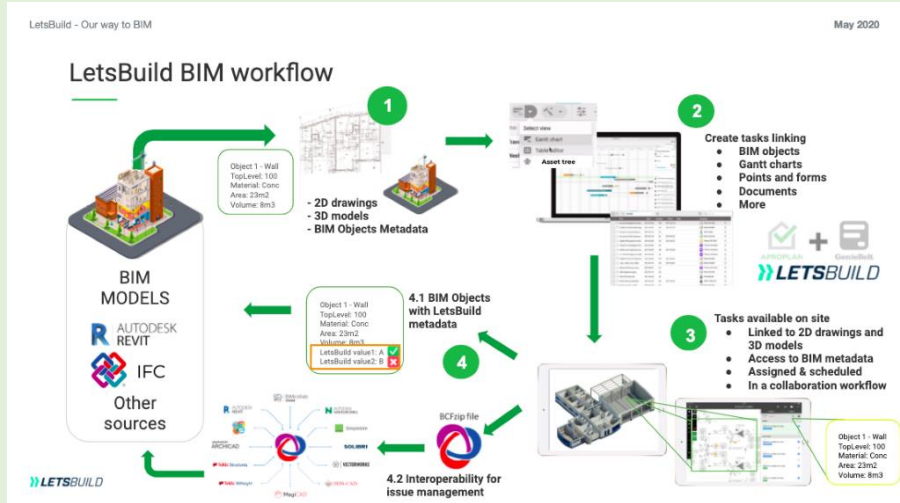 LetsBuild - Our way to BIM
May 2020
LetsBuild BIM workflow
1
Object 1 - Wall
TopLevel: 100
Material: Conc
Area: 23m2
Volume: 8m3
- 2D drawings
- 3D models
- BIM Objects Metadata
Select view
Gantt chart
Table editor
Asset tree
2
Create tasks linking
● BIM objects
● Gantt charts
● Points and forms
● Documents
● More
APROPLAN
+
GenieBelt
LETSBUILD
BIM
MODELS
AUTODESK
REVIT
IFC
Other
sources
Object 1 - Wall
TopLevel: 100
Material: Conc
Area: 23m2
Volume: 8m3
LetsBuild value1: A
LetsBuild value2: B
4.1 BIM Objects
with LetsBuild
metadata
4
3
Tasks available on site
● Linked to 2D drawings and
3D models
● Access to BIM metadata
● Assigned & scheduled
● In a collaboration workflow
Object 1 - Wall
TopLevel: 100
Material: Conc
Area: 23m2
Volume: 8m3
BCFzip file
4.2 Interoperability for
issue management
AUTODESK
REVIT
AUTODESK
SOLIBRI
ARCHICAD
VECTORWORKS
Tekla Structures
MagiCAD
LETSBUILD